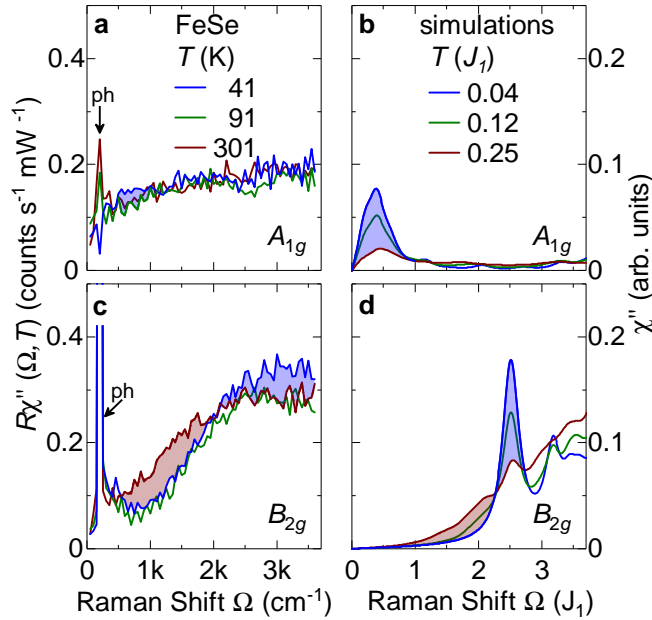 a FeSe
T (K)
41
91
301
ph
A1g
0
0.2
0.4
b simulations
T (J1)
0.04
0.12
0.25
A1g
0
0.1
0.2
c
ph
B2g
0
0.2
0.4
0 1k 2k 3k
Raman Shift Ω (cm⁻¹)
d
B2g
0
0.1
0.2
0 1 2 3
Raman Shift Ω (J1)
Rχ'' (Ω,T) (counts s⁻¹ mW⁻¹)
χ'' (arb. units)